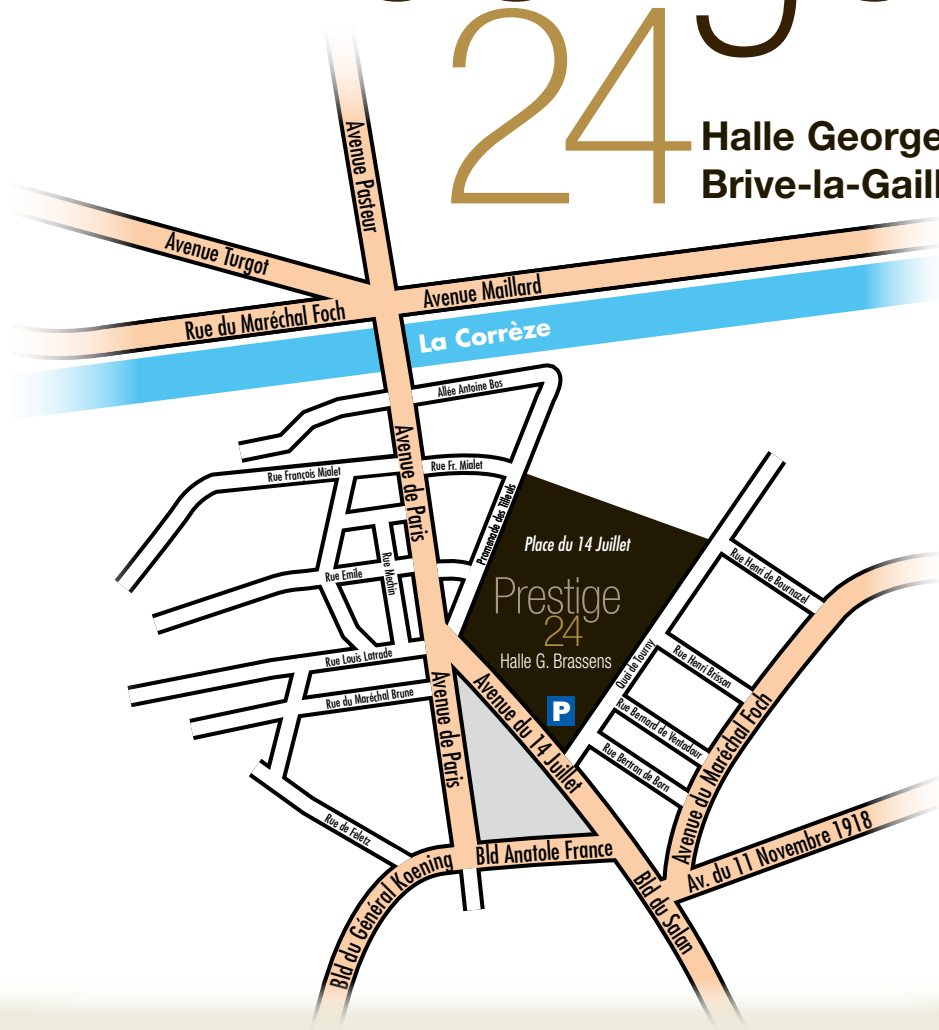 24
Halle George
Brive-la-Gaill
Avenue Pasteur
Avenue Turgot
Avenue Maillard
Rue du Maréchal Foch
La Corrèze
Allée Antoine Bos
Avenue de Paris
Rue François Mialet
Rue Fr. Mialet
Promenade des Tilleuls
Place du 14 Juillet
Rue Henri de Bournazel
Rue Emile
Rue Mechin
Prestige
24
Halle G. Brassens
Quai de Tourny
Rue Louis Latrade
Rue Henri Brisson
Rue du Maréchal Brune
Avenue de Paris
Avenue du 14 Juillet
P
Rue Bernard de Ventadour
Rue Bertran de Born
Avenue du Maréchal Foch
Rue de Feletz
Bld Anatole France
Av. du 11 Novembre 1918
Bld du Général Koening
Bld du Salan